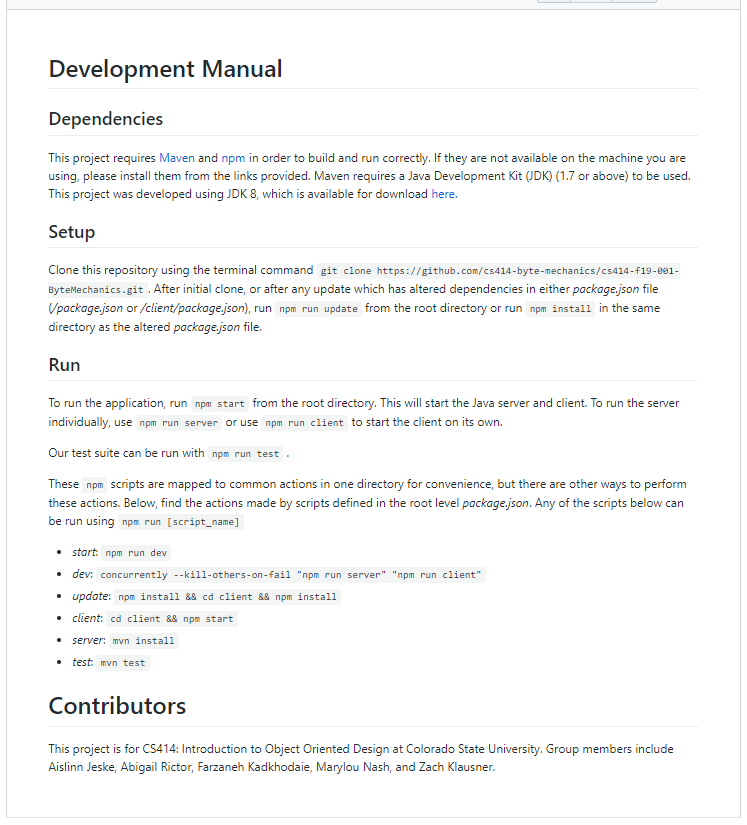 Development Manual
Dependencies
This project requires Maven and npm in order to build and run correctly. If they are not available on the machine you are
using, please install them from the links provided. Maven requires a Java Development Kit (JDK) (1.7 or above) to be used.
This project was developed using JDK 8, which is available for download here.
Setup
Clone this repository using the terminal command git clone https://github.com/cs414-byte-mechanics/cs414-f19-001-
ByteMechanics.git . After initial clone, or after any update which has altered dependencies in either package.json file
(/package.json or /client/package.json), run npm run update from the root directory or run npm install in the same
directory as the altered package.json file.
Run
To run the application, run npm start from the root directory. This will start the Java server and client. To run the server
individually, use npm run server or use npm run client to start the client on its own.
Our test suite can be run with npm run test .
These npm scripts are mapped to common actions in one directory for convenience, but there are other ways to perform
these actions. Below, find the actions made by scripts defined in the root level package.json. Any of the scripts below can
be run using npm run [script_name]
• start: npm run dev
• dev: concurrently --kill-others-on-fail "npm run server" "npm run client"
• update: npm install && cd client && npm install
• client: cd client && npm start
• server: mvn install
• test: mvn test
Contributors
This project is for CS414: Introduction to Object Oriented Design at Colorado State University. Group members include
Aislinn Jeske, Abigail Rictor, Farzaneh Kadkhodaie, Marylou Nash, and Zach Klausner.